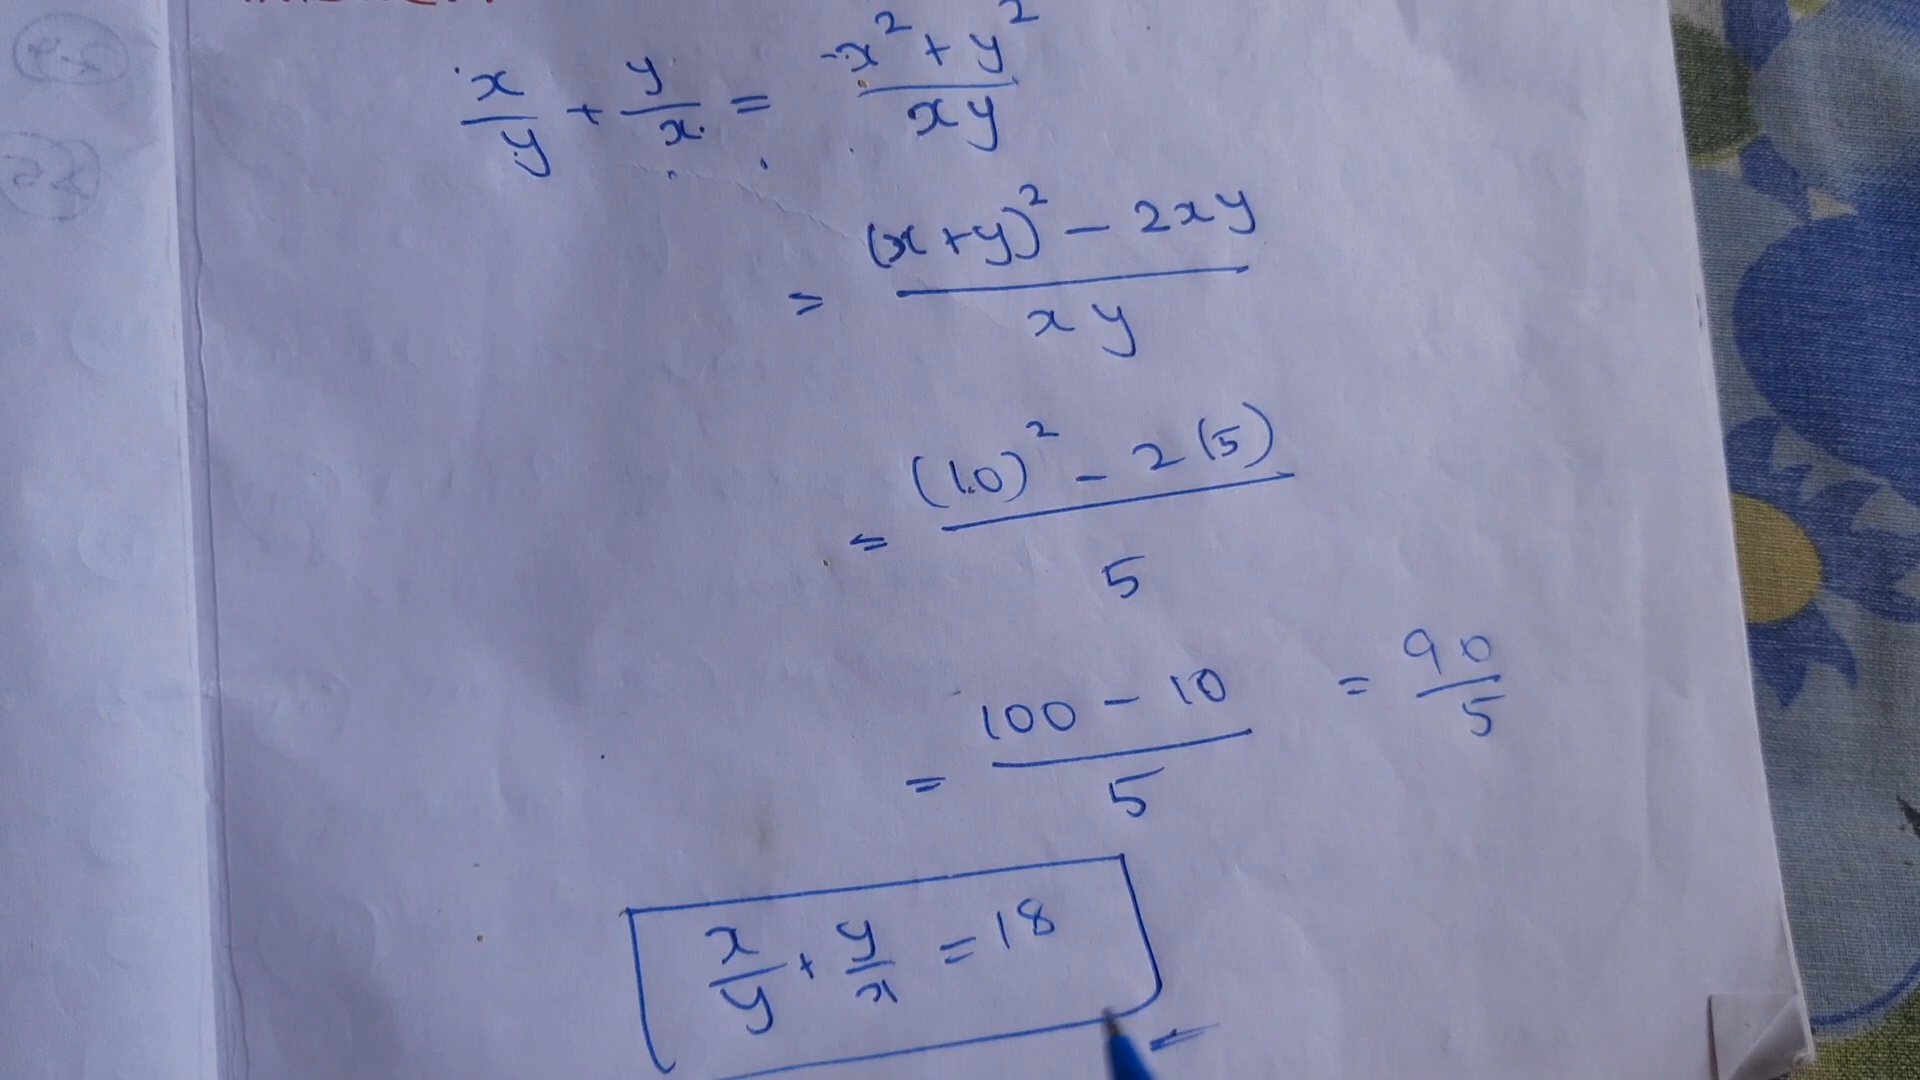 x/y + y/x = x² + y² / xy
= (x+y)² - 2xy / xy
= (10)² - 2(5) / 5
= 100 - 10 / 5 = 90 / 5
x/y + y/x = 18